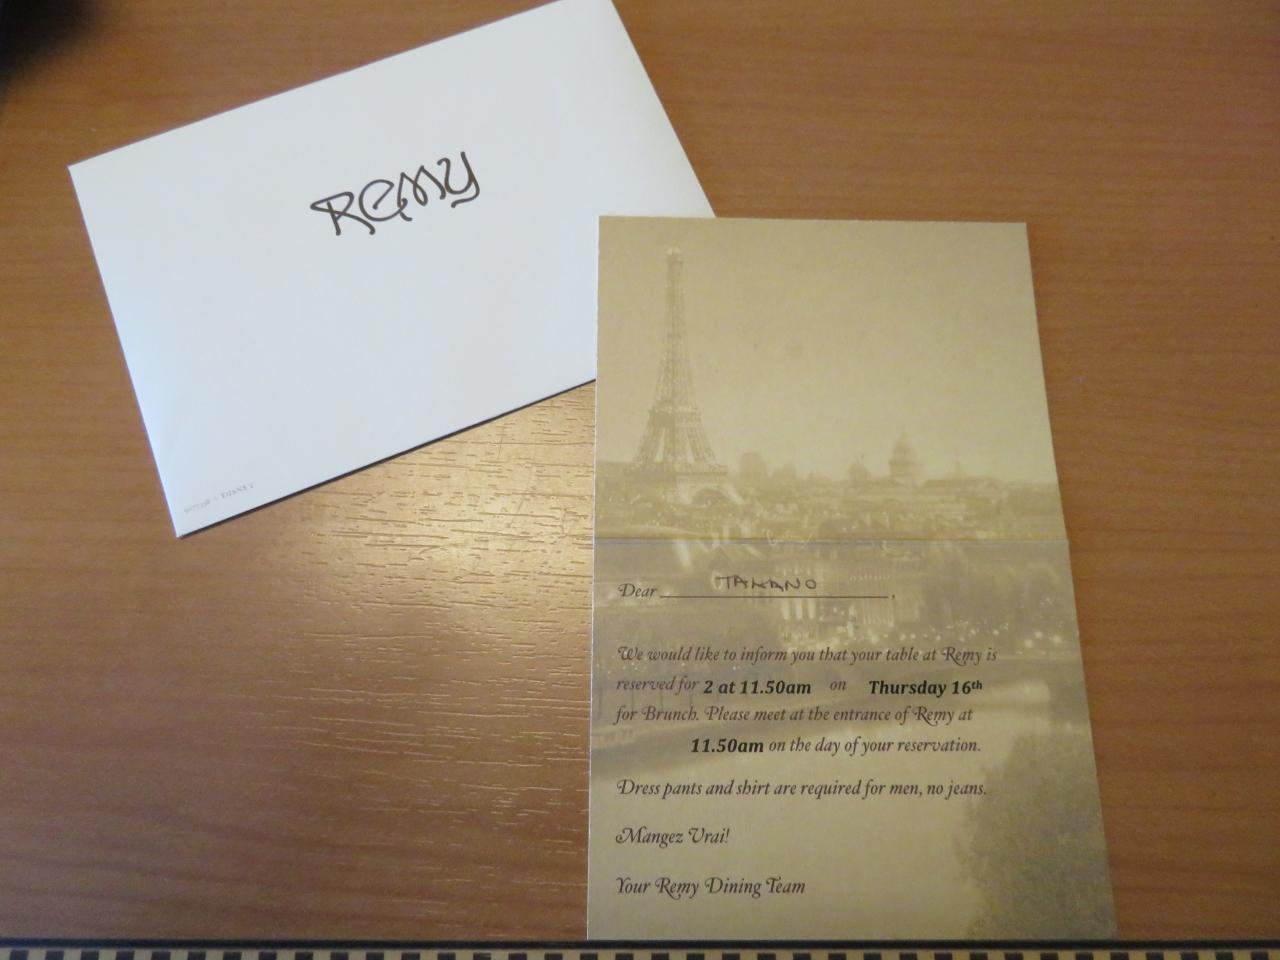 Remy
DISNEY
Dear TAKANO,
We would like to inform you that your table at Remy is
reserved for 2 at 11.50am on Thursday 16th
for Brunch. Please meet at the entrance of Remy at
11.50am on the day of your reservation.
Dress pants and shirt are required for men, no jeans.
Mangez Vrai!
Your Remy Dining Team